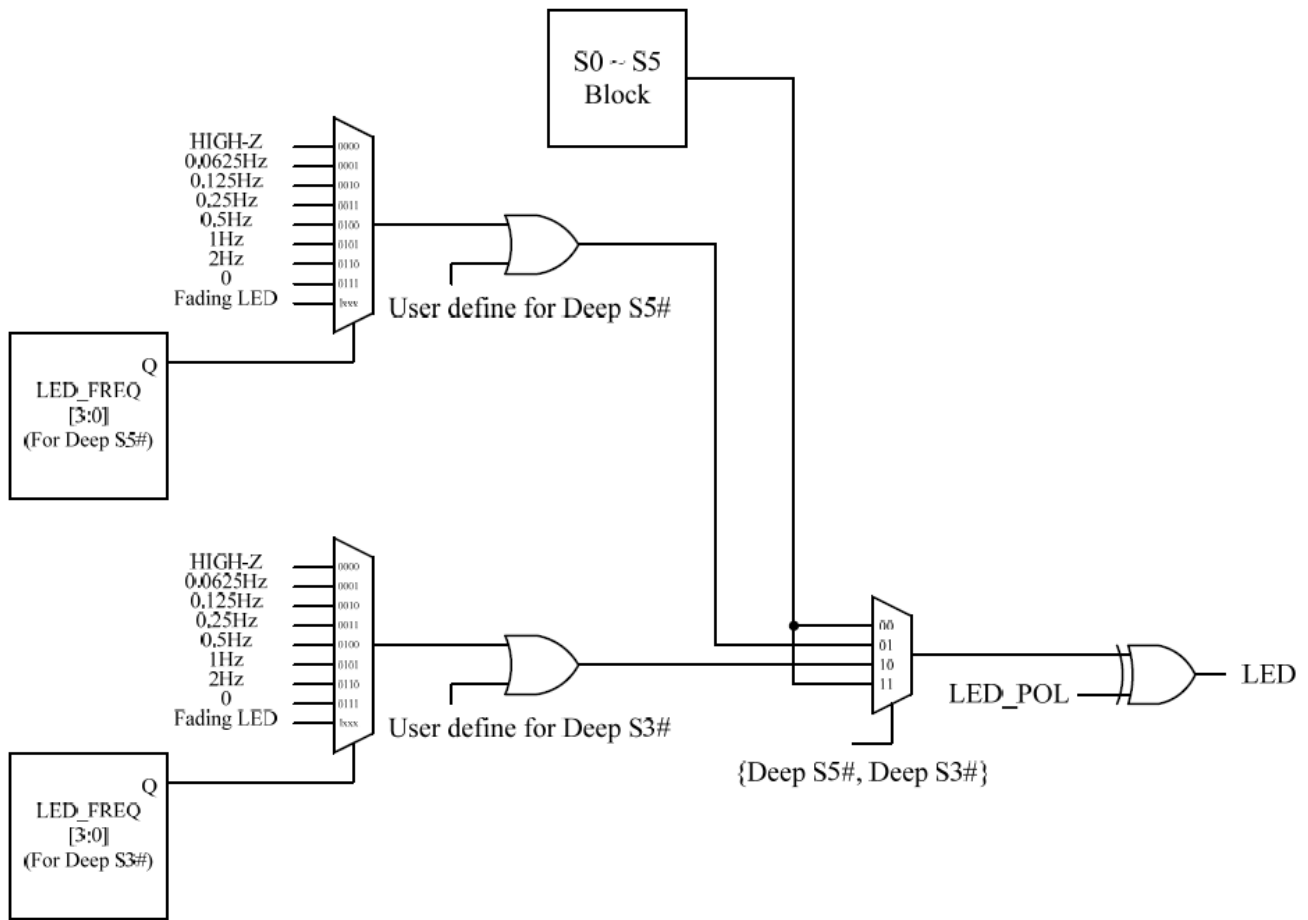 S0 ~ S5
Block
HIGH-Z
0.0625Hz
0.125Hz
0.25Hz
0.5Hz
1Hz
2Hz
0
Fading LED
0000
0001
0010
0011
0100
0101
0110
0111
1xxx
User define for Deep S5#
Q
LED_FREQ
[3:0]
(For Deep S5#)
HIGH-Z
0.0625Hz
0.125Hz
0.25Hz
0.5Hz
1Hz
2Hz
0
Fading LED
0000
0001
0010
0011
0100
0101
0110
0111
1xxx
User define for Deep S3#
Q
LED_FREQ
[3:0]
(For Deep S3#)
00
01
10
11
{Deep S5#, Deep S3#}
LED_POL
LED